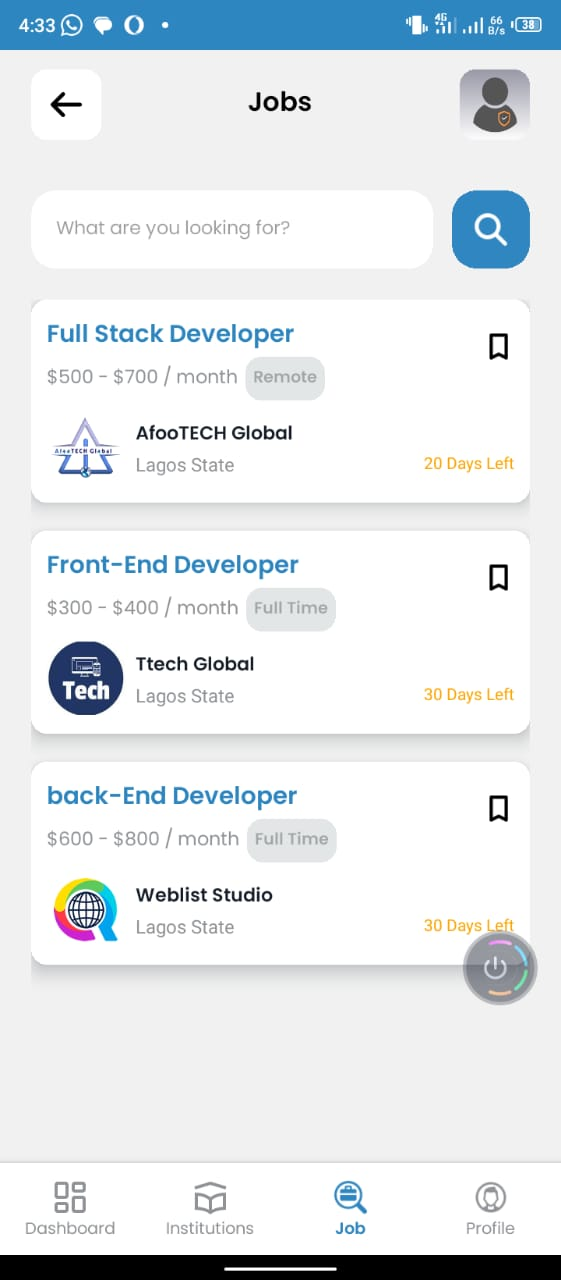 4:33
4G
66
B/s
38
Jobs
What are you looking for?
Full Stack Developer
$500 - $700 / month Remote
AfooTECH Global
AfooTECH Global
Lagos State
20 Days Left
Front-End Developer
$300 - $400 / month Full Time
Tech
Ttech Global
Lagos State
30 Days Left
back-End Developer
$600 - $800 / month Full Time
Weblist Studio
Lagos State
30 Days Left
Dashboard Institutions Job Profile